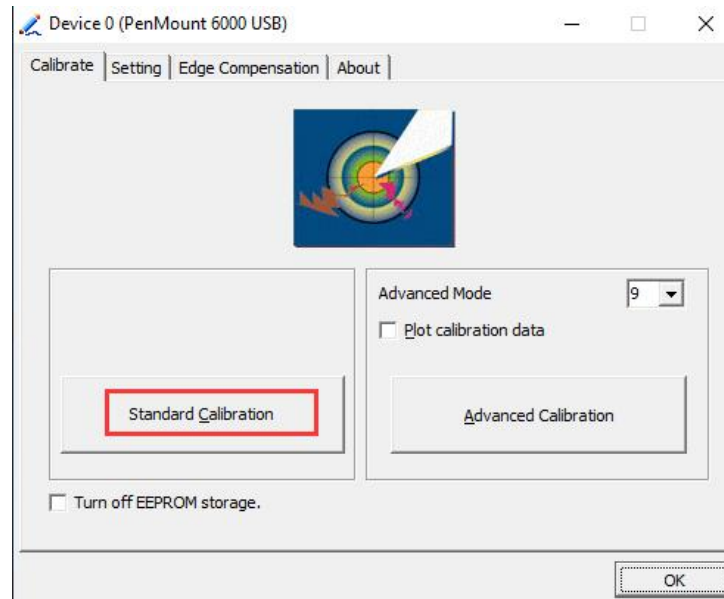 Device 0 (PenMount 6000 USB)
Calibrate Setting Edge Compensation About
Advanced Mode 9
Plot calibration data
Standard Calibration Advanced Calibration
Turn off EEPROM storage.
OK